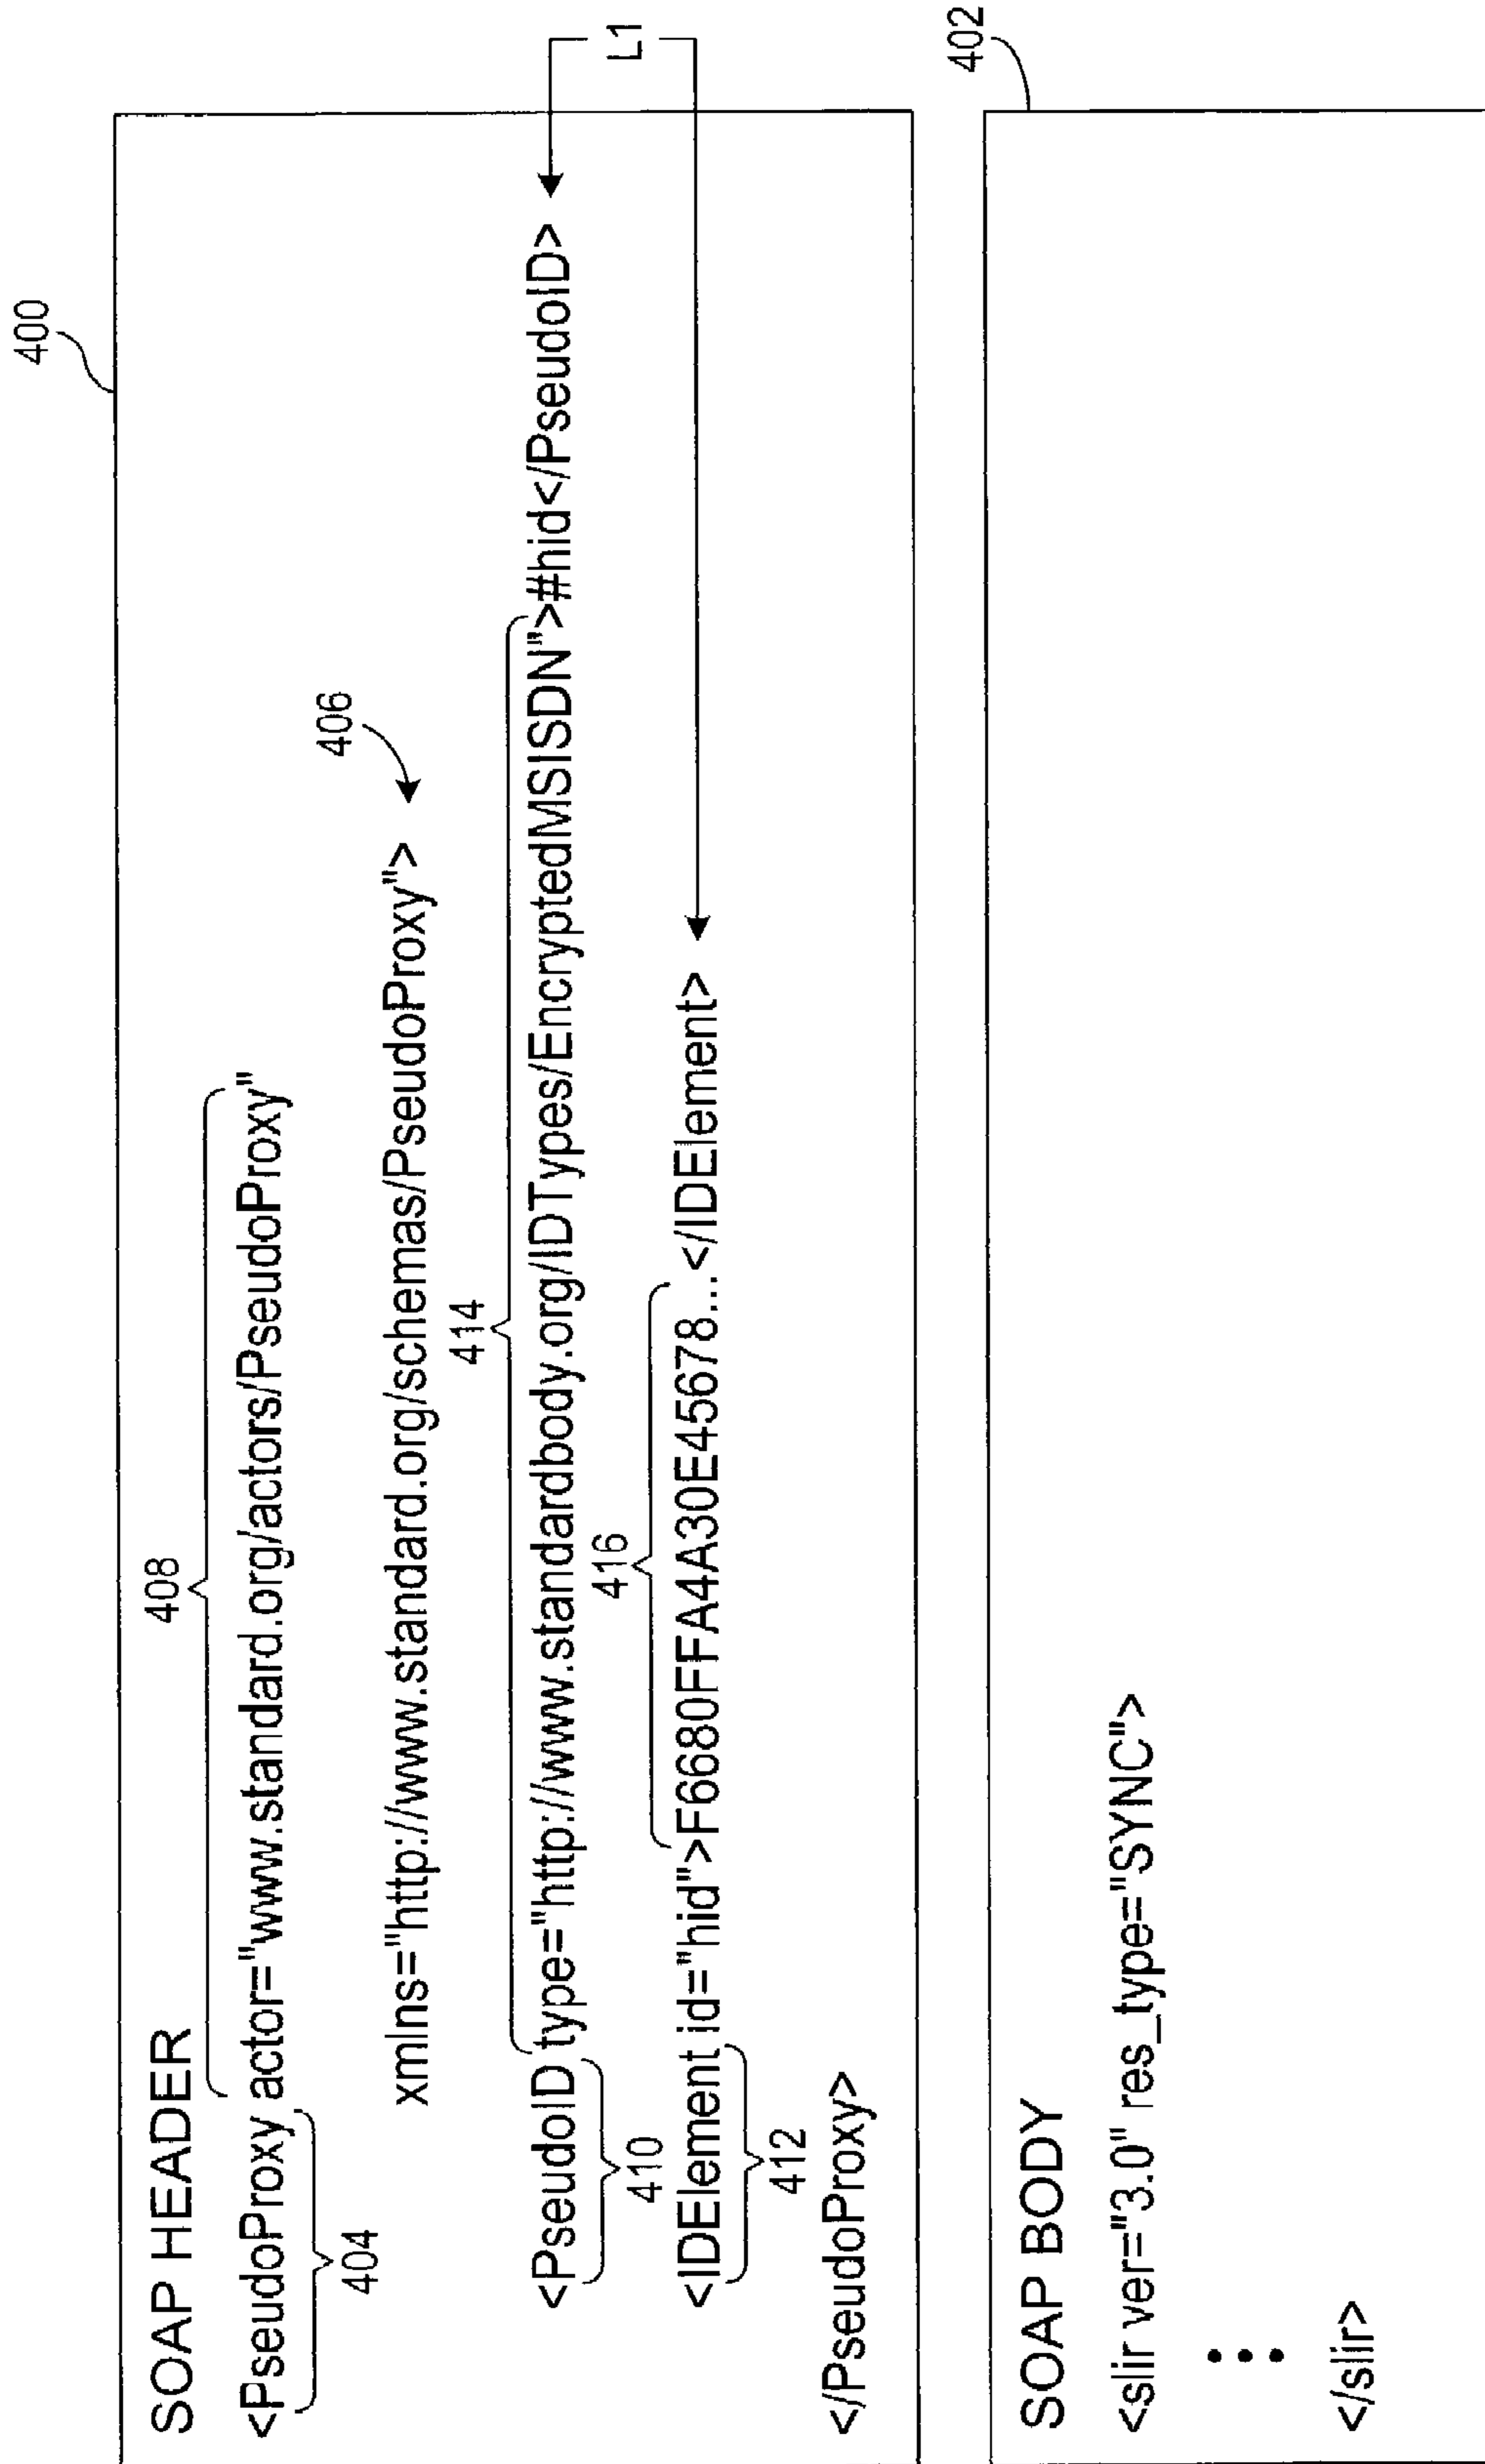 400
SOAP HEADER
408
<PseudoProxy actor="www.standard.org/actors/PseudoProxy"
404
406
xmlns="http://www.standard.org/schemas/PseudoProxy">
414
<PseudoID type="http://www.standardbody.org/IDTypes/EncryptedMSISDN">#hid</PseudoID>
410
L1
416
<IDElement id="hid">F6680FFA4A30E45678... </IDElement>
412
</PseudoProxy>
402
SOAP BODY
<slir ver="3.0" res_type="SYNC">
</slir>